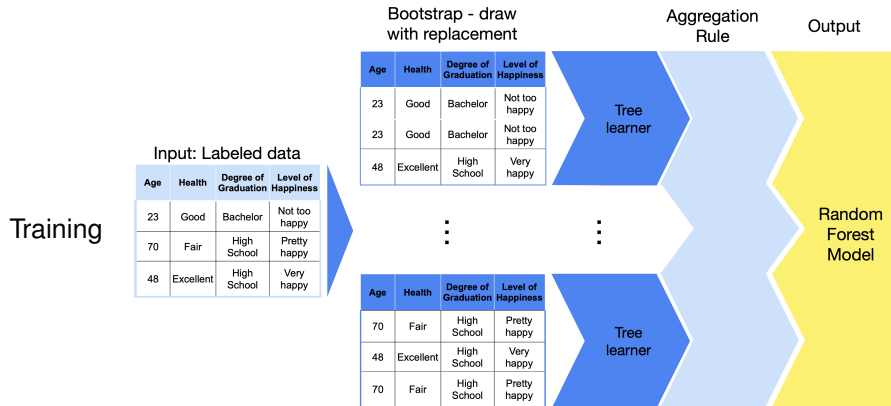 Bootstrap - draw
with replacement
Aggregation
Rule
Output
Age Health Degree of Graduation Level of Happiness
23 Good Bachelor Not too happy
23 Good Bachelor Not too happy
48 Excellent High School Very happy
Tree
learner
Input: Labeled data
Age Health Degree of Graduation Level of Happiness
23 Good Bachelor Not too happy
70 Fair High School Pretty happy
48 Excellent High School Very happy
Training
Random
Forest
Model
Age Health Degree of Graduation Level of Happiness
70 Fair High School Pretty happy
48 Excellent High School Very happy
70 Fair High School Pretty happy
Tree
learner